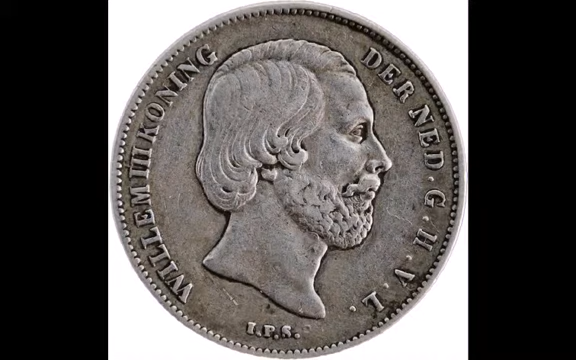 WILLEM III KONING
DER NED. G. H. V. L.
I.P.S.